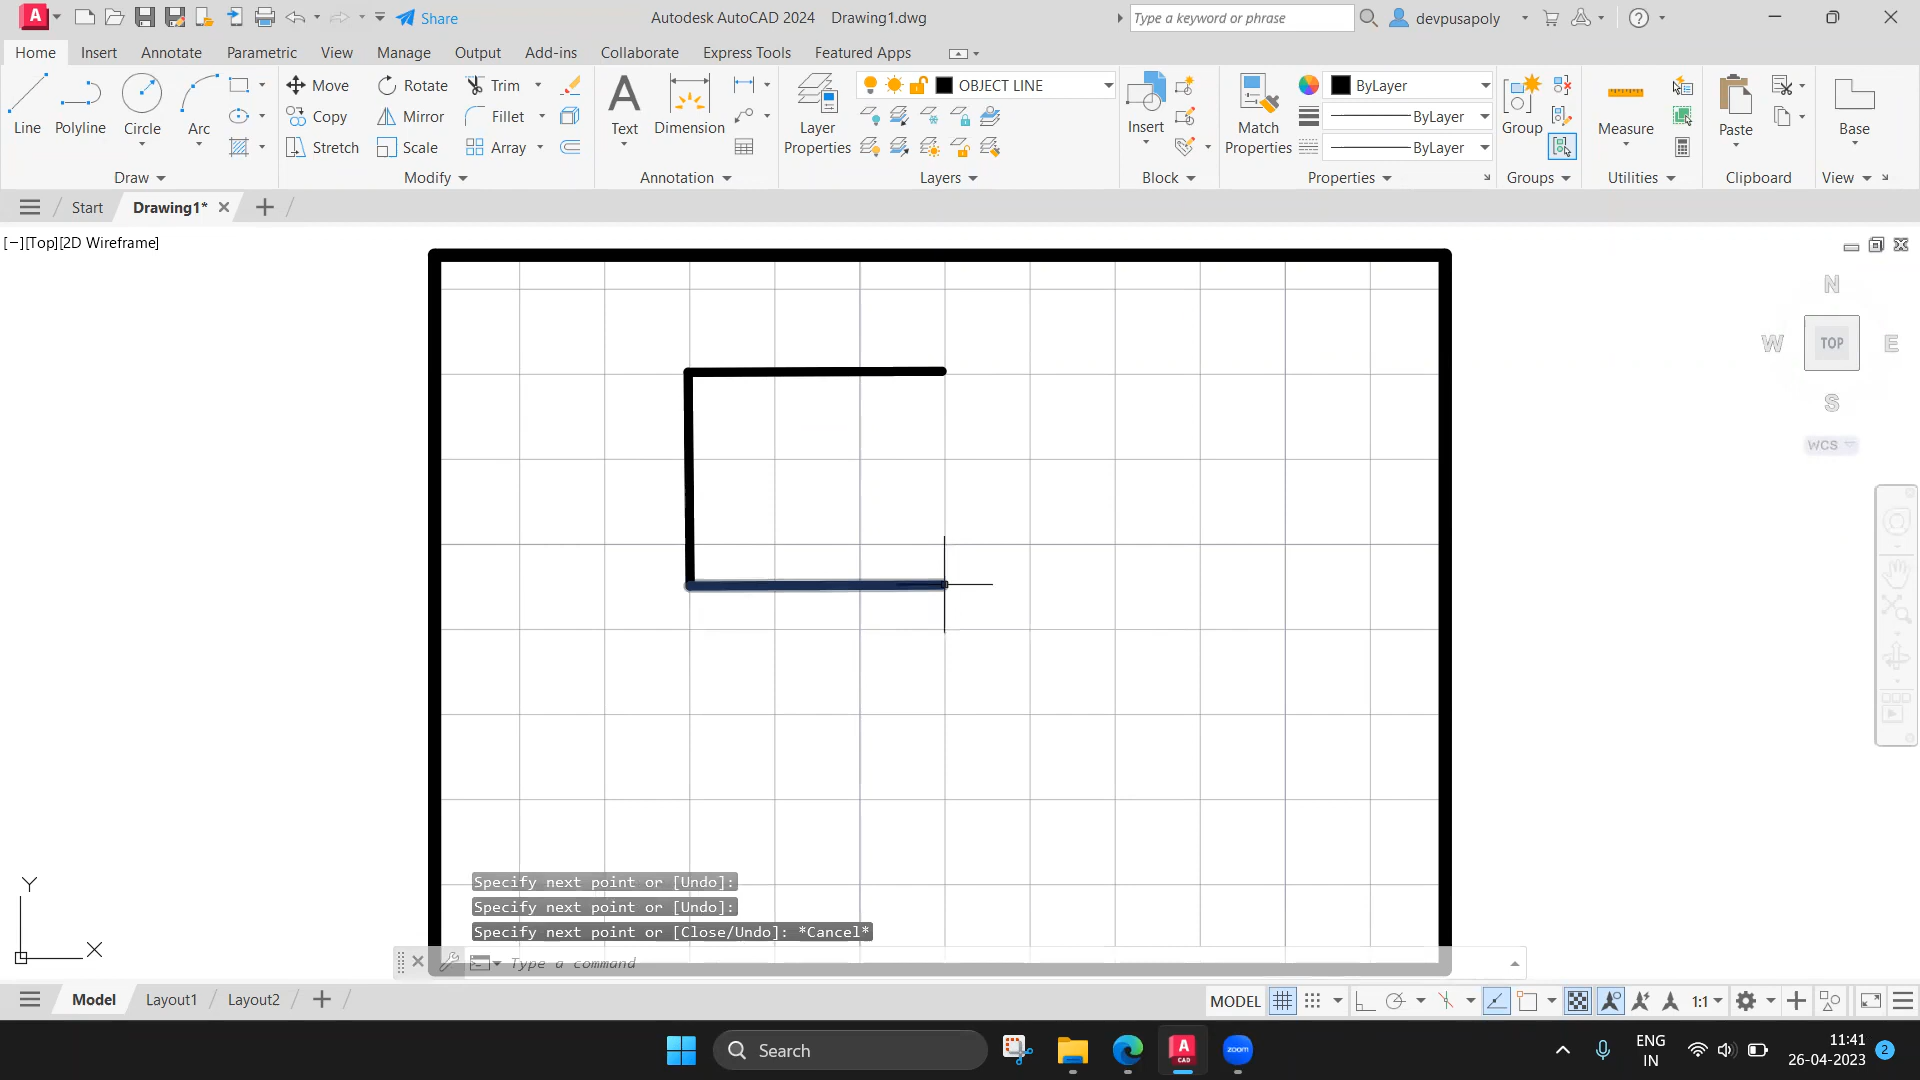 A Share Autodesk AutoCAD 2024 Drawing1.dwg Type a keyword or phrase devpusapoly
Home Insert Annotate Parametric View Manage Output Add-ins Collaborate Express Tools Featured Apps
Move Rotate Trim OBJECT LINE ByLayer
Line Polyline Circle Arc Copy Mirror Fillet Text Dimension Layer Properties Insert Match Properties ByLayer Group Measure Paste Base
Stretch Scale Array ByLayer
Draw Modify Annotation Layers Block Properties Groups Utilities Clipboard View
Start Drawing1* +
[−][Top][2D Wireframe]
N
W TOP E
S
WCS
Specify next point or [Undo]:
Specify next point or [Undo]:
Specify next point or [Close/Undo]: *Cancel*
Y
X
Type a command
Model Layout1 Layout2 + MODEL 1:1
Search A CAD zoom ENG IN 11:41 26-04-2023 2